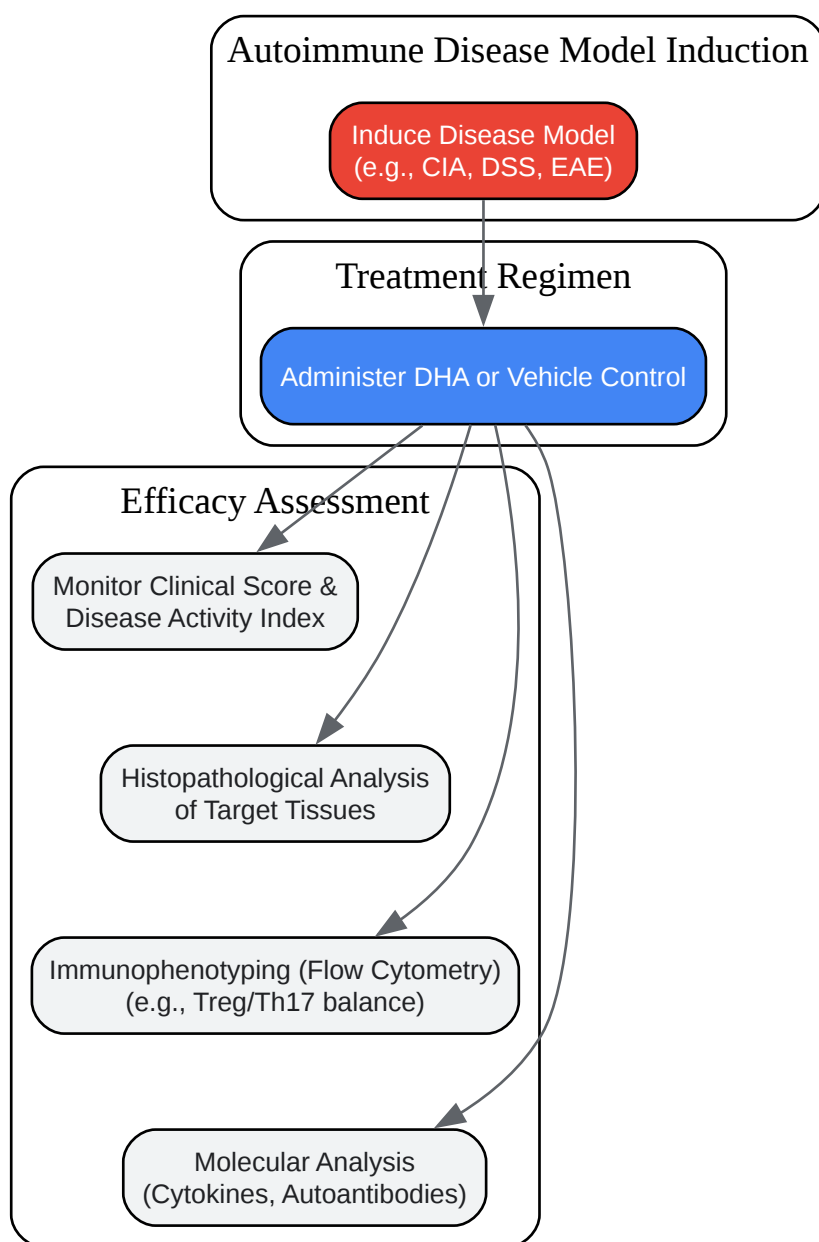 Autoimmune Disease Model Induction
Induce Disease Model
(e.g., CIA, DSS, EAE)
Treatment Regimen
Administer DHA or Vehicle Control
Efficacy Assessment
Monitor Clinical Score &
Disease Activity Index
Histopathological Analysis
of Target Tissues
Immunophenotyping (Flow Cytometry)
(e.g., Treg/Th17 balance)
Molecular Analysis
(Cytokines, Autoantibodies)